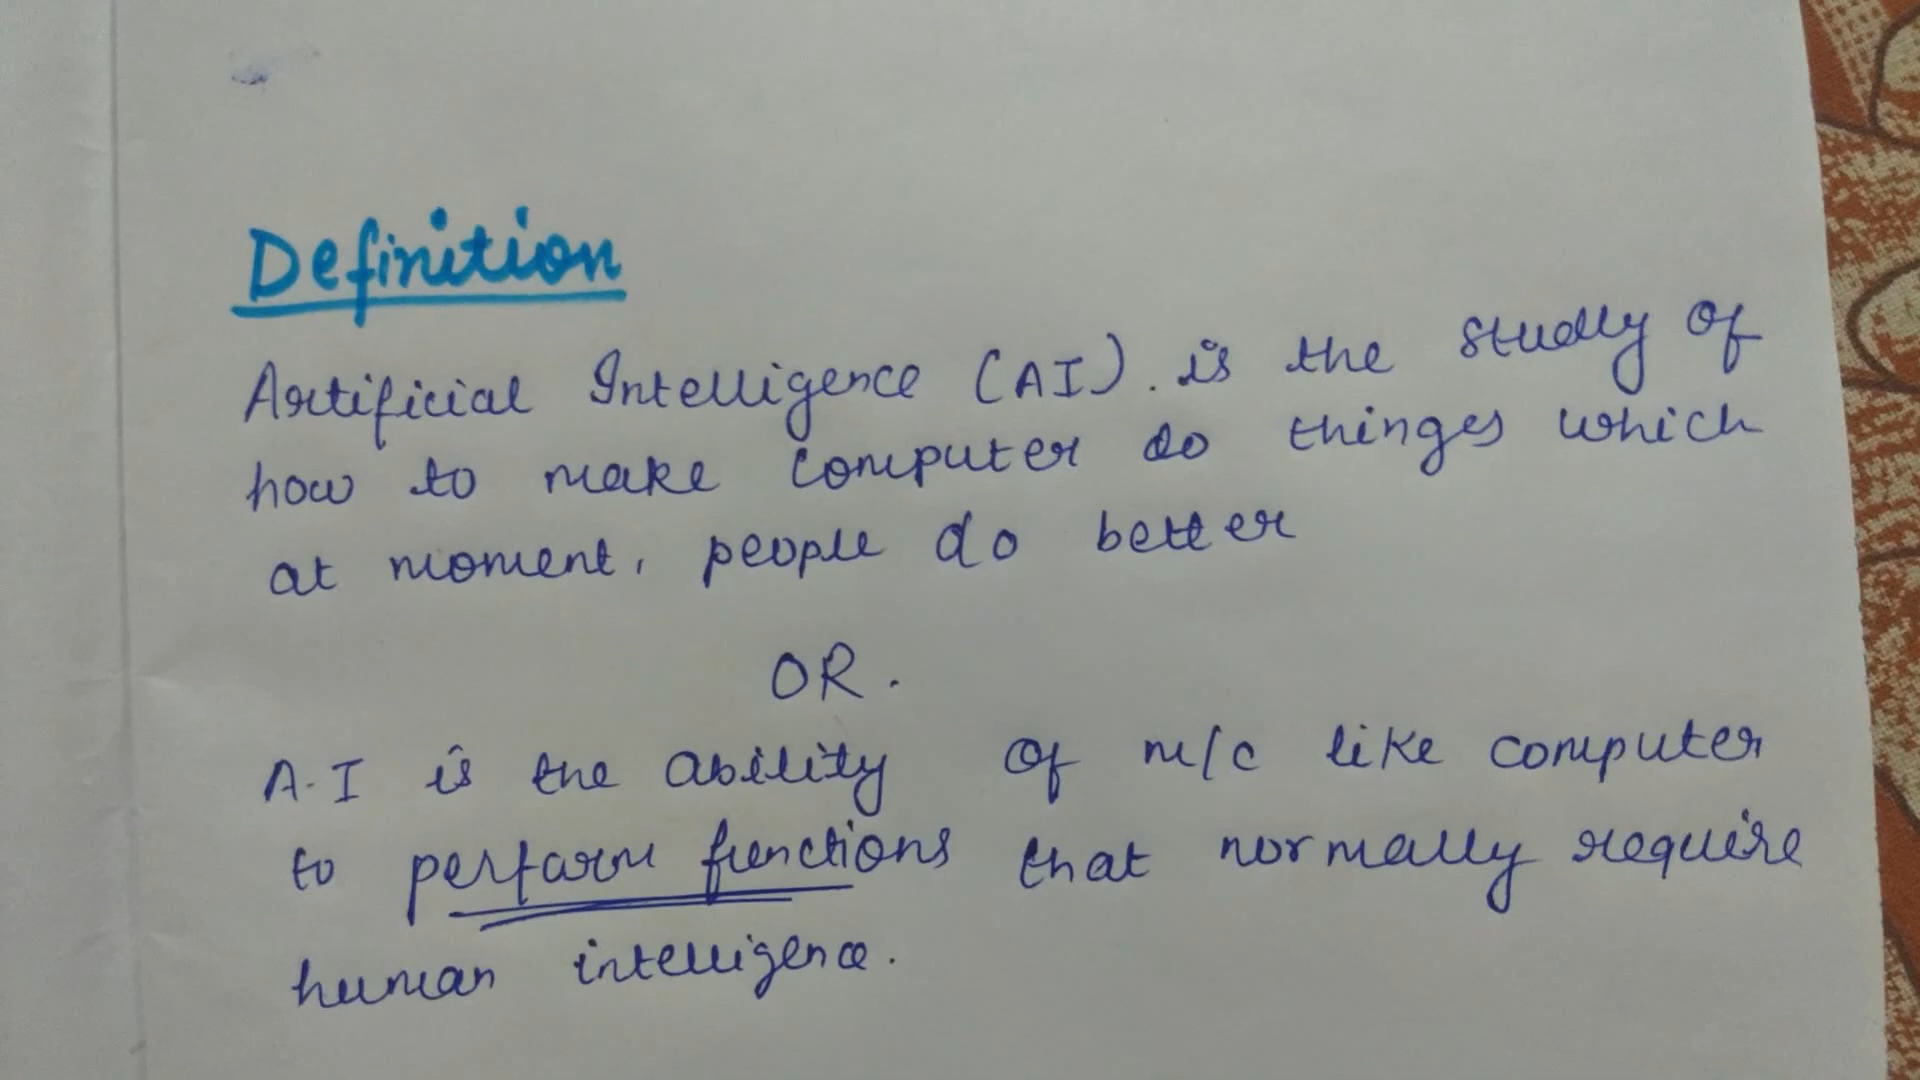 Definition
Artificial Intelligence (AI). is the study of
how to make computer do thinges which
at moment, people do better
OR.
A.I is the ability of m/c like computer
to perform functions that normally require
human intelligence.